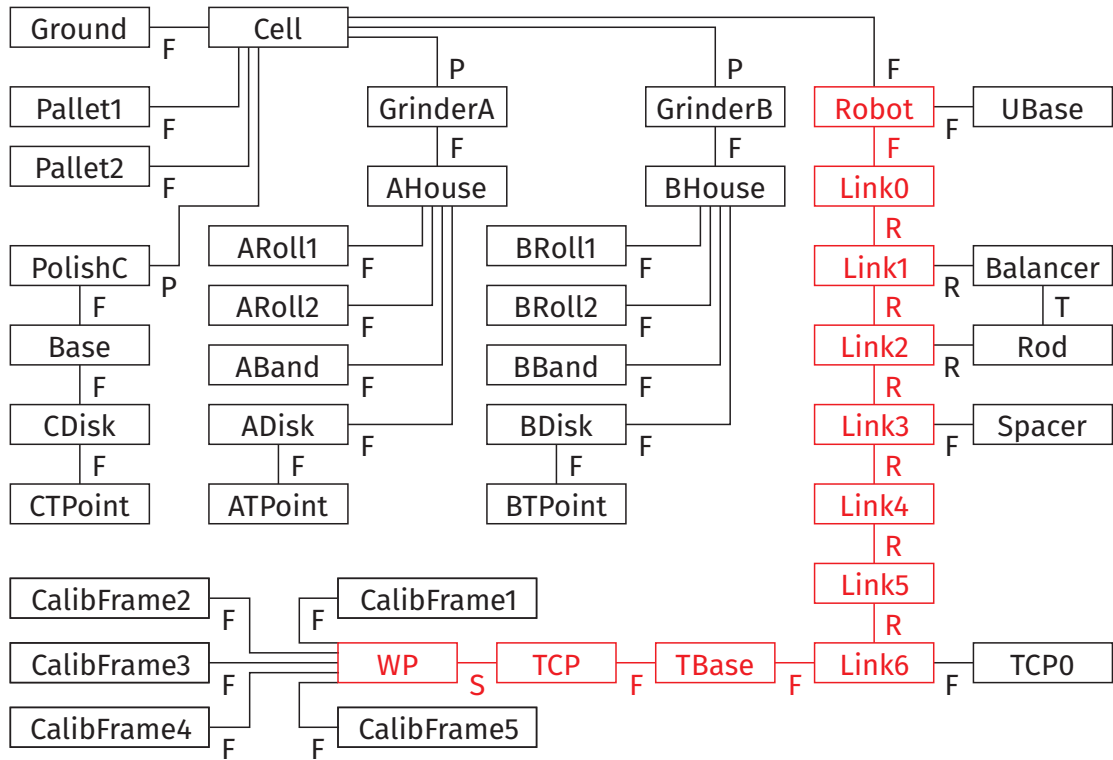 Ground
F
Cell
P
P
F
Pallet1
F
GrinderA
F
GrinderB
F
Robot
F
F
UBase
Pallet2
F
AHouse
BHouse
Link0
R
PolishC
P
F
ARoll1
F
BRoll1
F
Link1
R
R
Balancer
T
ARoll2
F
BRoll2
F
Base
F
ABand
F
BBand
F
Link2
R
R
Rod
CDisk
F
ADisk
F
F
BDisk
F
F
Link3
R
F
Spacer
CTPoint
ATPoint
BTPoint
Link4
R
CalibFrame2
F
CalibFrame1
F
Link5
R
CalibFrame3
F
WP
S
TCP
F
TBase
F
Link6
F
TCP0
CalibFrame4
F
CalibFrame5
F